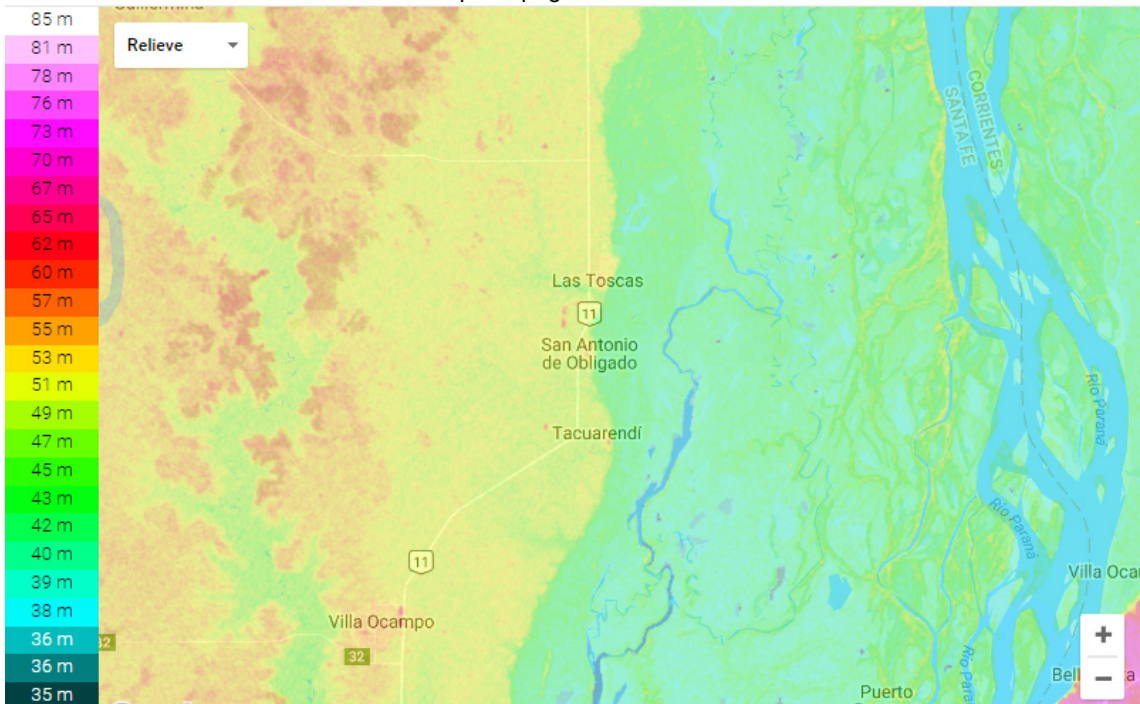 85 m
81 m
78 m
76 m
73 m
70 m
67 m
65 m
62 m
60 m
57 m
55 m
53 m
51 m
49 m
47 m
45 m
43 m
42 m
40 m
39 m
38 m
36 m
36 m
35 m
Relieve
CORRIENTES
SANTA FE
Las Toscas
11
San Antonio
de Obligado
Río Paraná
Tacuarendí
Río Paraná
11
Villa Oca
Villa Ocampo
32
32
+
Río Para
−
Puerto